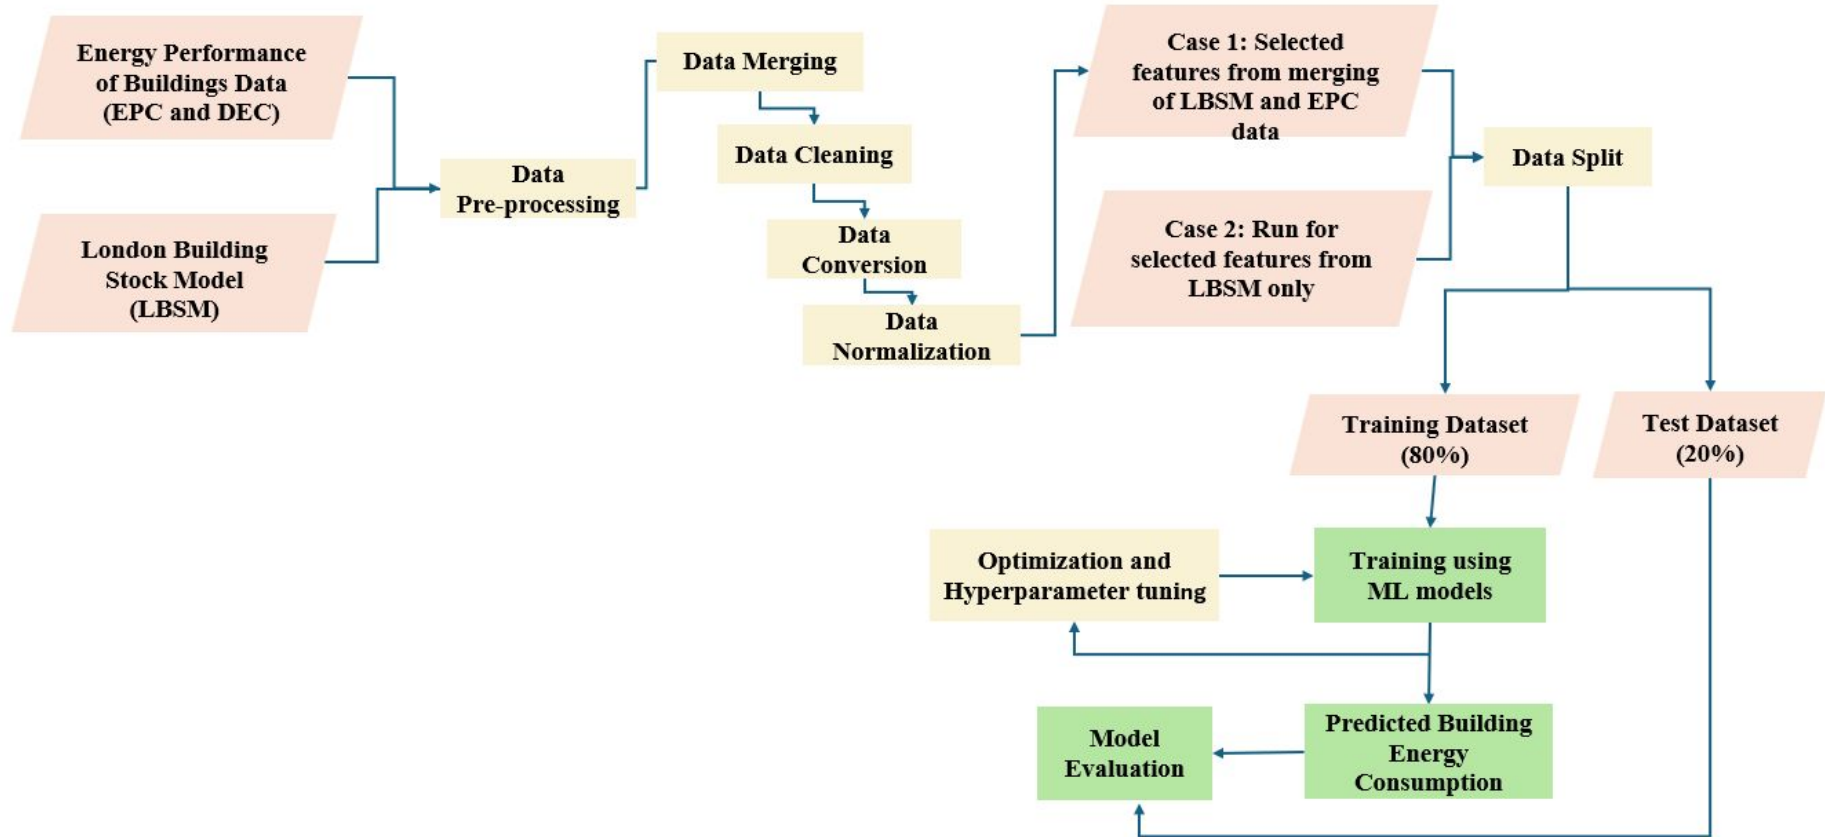 Energy Performance
of Buildings Data
(EPC and DEC)
London Building
Stock Model
(LBSM)
Data
Pre-processing
Data Merging
Data Cleaning
Data
Conversion
Data
Normalization
Case 1: Selected
features from merging
of LBSM and EPC
data
Case 2: Run for
selected features from
LBSM only
Data Split
Training Dataset
(80%)
Test Dataset
(20%)
Optimization and
Hyperparameter tuning
Training using
ML models
Model
Evaluation
Predicted Building
Energy
Consumption